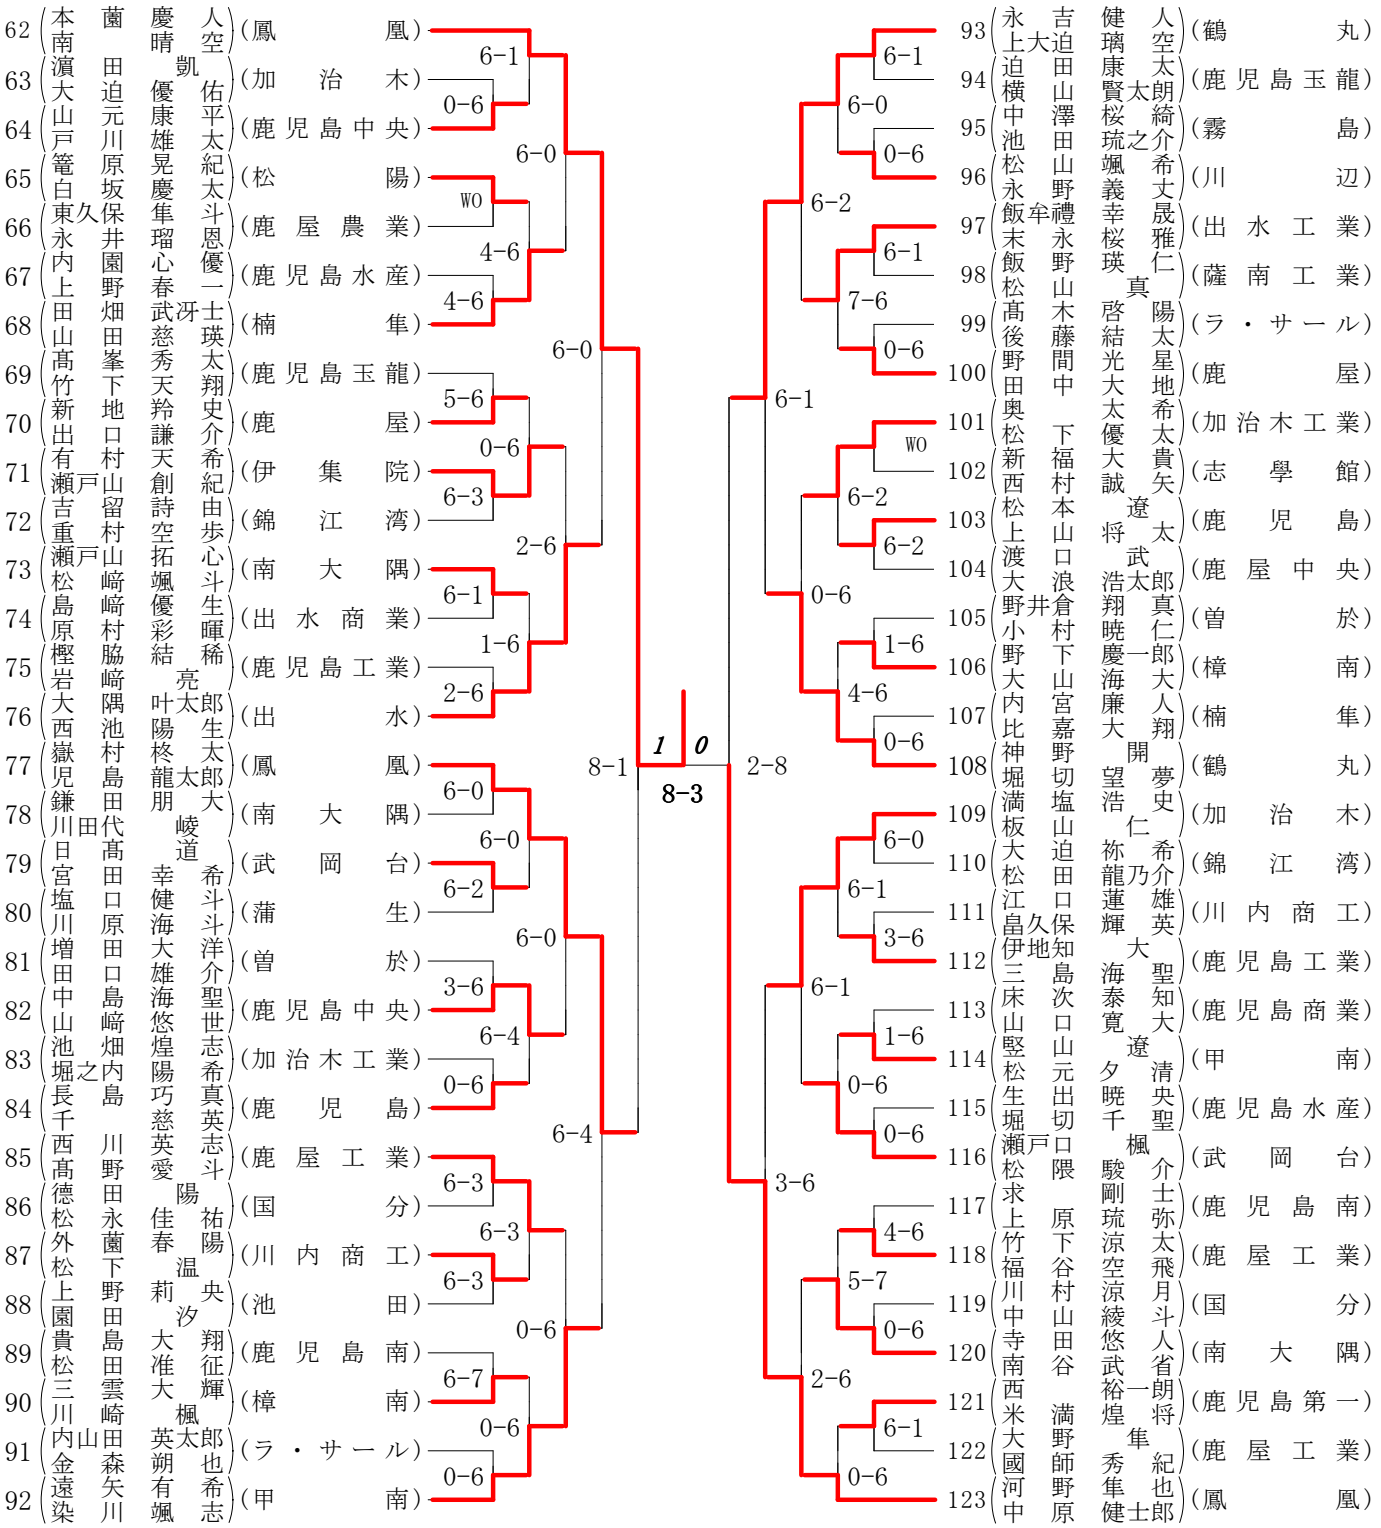 62 本薗慶人 南晴空 (鳳凰)
63 濵田凱 大迫優佑 (加治木)
64 山元康平 戸川雄太 (鹿児島中央)
65 篭原晃紀 白坂慶太 (松陽)
66 東久保隼斗 永井瑠恩 (鹿屋農業)
67 内園心優 上野春一 (鹿児島水産)
68 田畑武冴士 山田慈瑛 (楠隼)
69 髙峯秀太 竹下天翔 (鹿児島玉龍)
70 新地羚史 出口謙介 (鹿屋)
71 有村天希 瀬戸山創紀 (伊集院)
72 吉留詩由 重村空歩 (錦江湾)
73 瀬戸山拓心 松﨑颯斗 (南大隅)
74 島﨑優生 原村彩暉 (出水商業)
75 樫脇結稀 岩﨑亮 (鹿児島工業)
76 大隅叶太郎 西池陽生 (出水)
77 嶽村柊太 児島龍太郎 (鳳凰)
78 鎌田朋大 川田代崚 (南大隅)
79 日髙道 宮田幸希 (武岡台)
80 塩口健斗 川原海斗 (蒲生)
81 増田大洋 田口雄介 (曽於)
82 中島海聖 山﨑悠世 (鹿児島中央)
83 池畑煌志 堀之内陽希 (加治木工業)
84 長島巧真 千慈英 (鹿児島)
85 西川英志 髙野愛斗 (鹿屋工業)
86 德田陽 松永佳祐 (国分)
87 外薗春陽 松下温 (川内商工)
88 上野莉央 園田汐 (池田)
89 貴島大翔 松田准征 (鹿児島南)
90 三雲大輝 川崎楓 (樟南)
91 内山田英太郎 金森朔也 (ラ・サール)
92 遠矢有希 染川颯志 (甲南)
6-1
0-6
6-0
WO
4-6
4-6
6-0
5-6
0-6
6-3
2-6
6-1
1-6
2-6
8-1
6-0
6-0
6-2
6-0
3-6
6-4
0-6
6-4
6-3
6-3
6-3
0-6
6-7
0-6
0-6
1 0
8-3
93 永吉健人 上大迫璃空 (鶴丸)
94 迫田康太 横山賢太朗 (鹿児島玉龍)
95 中澤桜綺 池田琉之介 (霧島)
96 松山颯希 永野義丈 (川辺)
97 飯牟禮幸晟 末永桜雅 (出水工業)
98 飯野瑛仁 松山真 (薩南工業)
99 髙木啓陽 後藤結太 (ラ・サール)
100 野間光星 田中大地 (鹿屋)
101 奥太希 松下優太 (加治木工業)
102 新福大貴 西村誠矢 (志學館)
103 松本遼 上山将太 (鹿児島)
104 渡口武 大浪浩太郎 (鹿屋中央)
105 野井倉翔真 小村暁仁 (曽於)
106 野下慶一郎 大山海大 (樟南)
107 内宮廉人 比嘉大翔 (楠隼)
108 神野開 堀切望夢 (鶴丸)
109 満塩浩史 板山仁 (加治木)
110 大迫祢希 松田龍乃介 (錦江湾)
111 江口蓮雄 畠久保輝英 (川内商工)
112 伊地知大 三島海聖 (鹿児島工業)
113 床次泰知 山口寛大 (鹿児島商業)
114 竪山遼 松元夕清 (甲南)
115 生出暁央 堀切千聖 (鹿児島水産)
116 瀬戸口楓 松隈駿介 (武岡台)
117 求剛士 上原琉弥 (鹿児島南)
118 竹下涼太 福谷空飛 (鹿屋工業)
119 川村涼月 中山綾斗 (国分)
120 寺田悠人 南谷武省 (南大隅)
121 西裕一朗 米満煌将 (鹿児島第一)
122 大野隼 國師秀紀 (鹿屋工業)
123 河野隼也 中原健士郎 (鳳凰)
6-1
6-0
0-6
6-2
6-1
7-6
0-6
6-1
WO
6-2
6-2
0-6
1-6
4-6
0-6
2-8
6-0
6-1
3-6
6-1
1-6
0-6
0-6
3-6
4-6
5-7
0-6
2-6
6-1
0-6